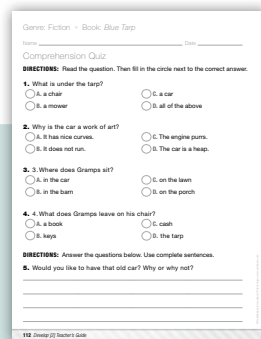 Genre: Fiction • Book: Blue Tarp
Name Date
Comprehension Quiz
DIRECTIONS: Read the question. Then fill in the circle next to the correct answer.
1. What is under the tarp?
A. a chair C. a car
B. a mower D. all of the above
2. Why is the car a work of art?
A. It has nice curves. C. The engine purrs.
B. It does not run. D. The car is a heap.
3. 3.Where does Gramps sit?
A. in the car C. on the lawn
B. in the barn D. on the porch
4. 4.What does Gramps leave on his chair?
A. a book C. cash
B. keys D. the tarp
DIRECTIONS: Answer the questions below. Use complete sentences.
5. Would you like to have that old car? Why or why not?
112 Develop [2] Teacher's Guide